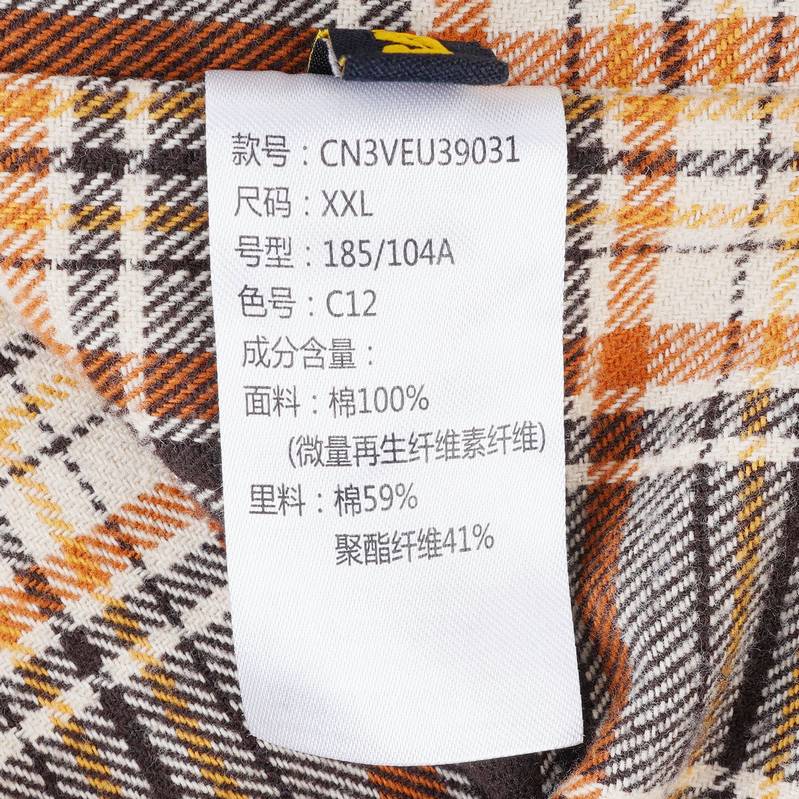 款号：CN3VEU39031
尺码：XXL
号型：185/104A
色号：C12
成分含量：
面料：棉100%
(微量再生纤维素纤维)
里料：棉59%
聚酯纤维41%